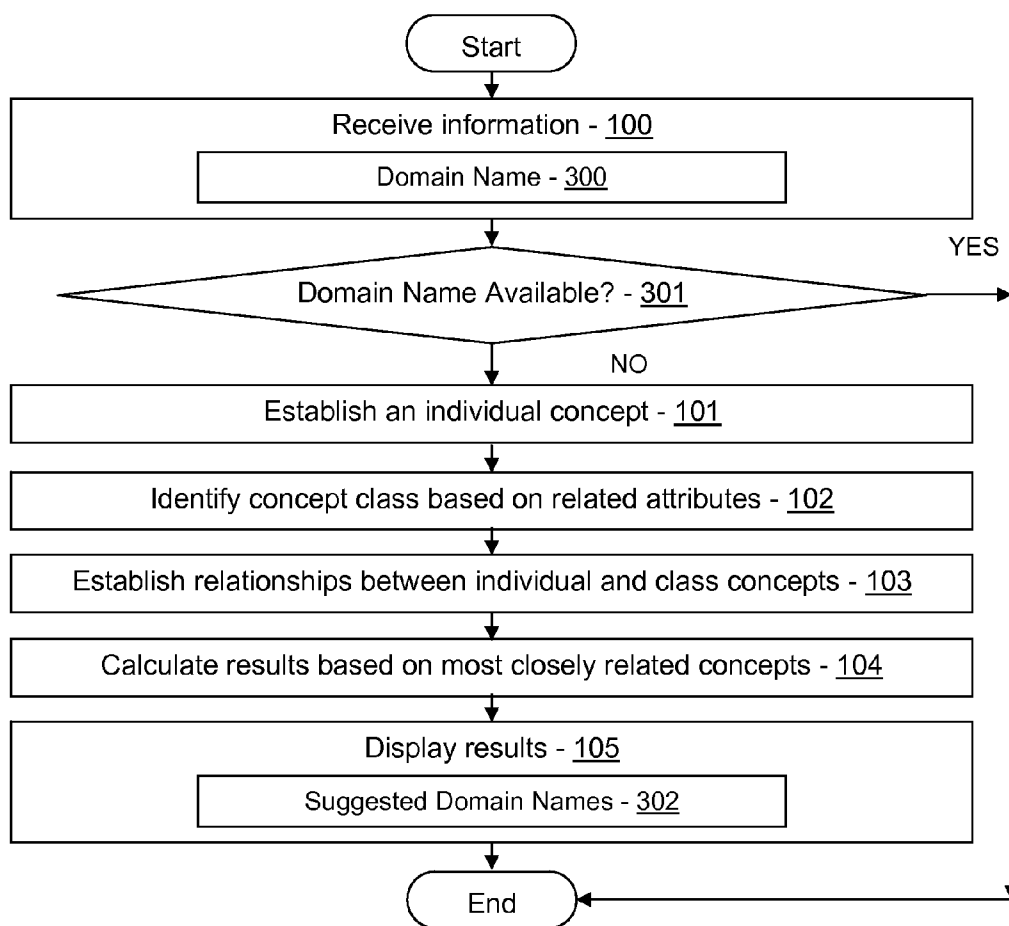 Start
Receive information - 100
Domain Name - 300
YES
Domain Name Available? - 301
NO
Establish an individual concept - 101
Identify concept class based on related attributes - 102
Establish relationships between individual and class concepts - 103
Calculate results based on most closely related concepts - 104
Display results - 105
Suggested Domain Names - 302
End